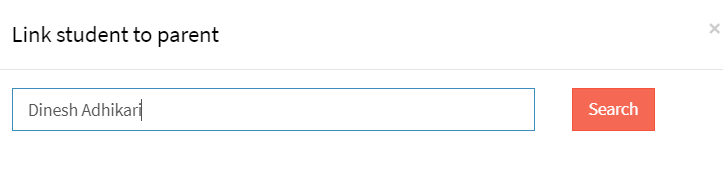 Link student to parent
×
Dinesh Adhikari
Search